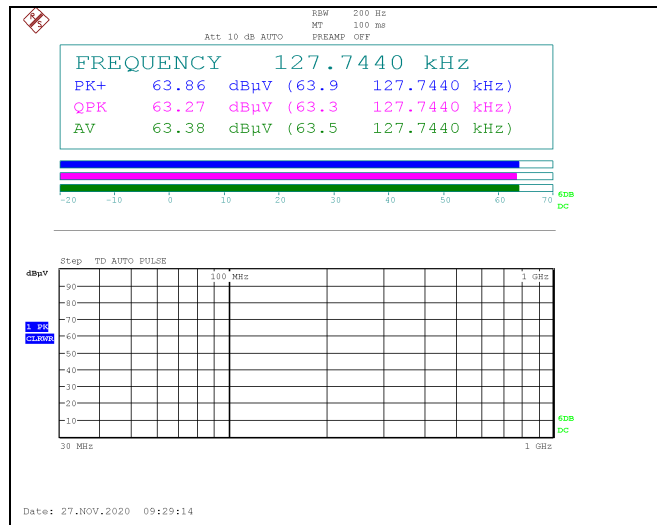 R S
RBW 200 Hz
MT 100 ms
Att 10 dB AUTO PREAMP OFF
FREQUENCY 127.7440 kHz
PK+ 63.86 dBµV (63.9 127.7440 kHz)
QPK 63.27 dBµV (63.3 127.7440 kHz)
AV 63.38 dBµV (63.5 127.7440 kHz)
-20 -10 0 10 20 30 40 50 60 70
6DB
DC
Step TD AUTO PULSE
dBµV
100 MHz 1 GHz
90
80
70
1 PK
60
CLRWR
50
40
30
20
10
6DB
DC
30 MHz 1 GHz
Date: 27.NOV.2020 09:29:14